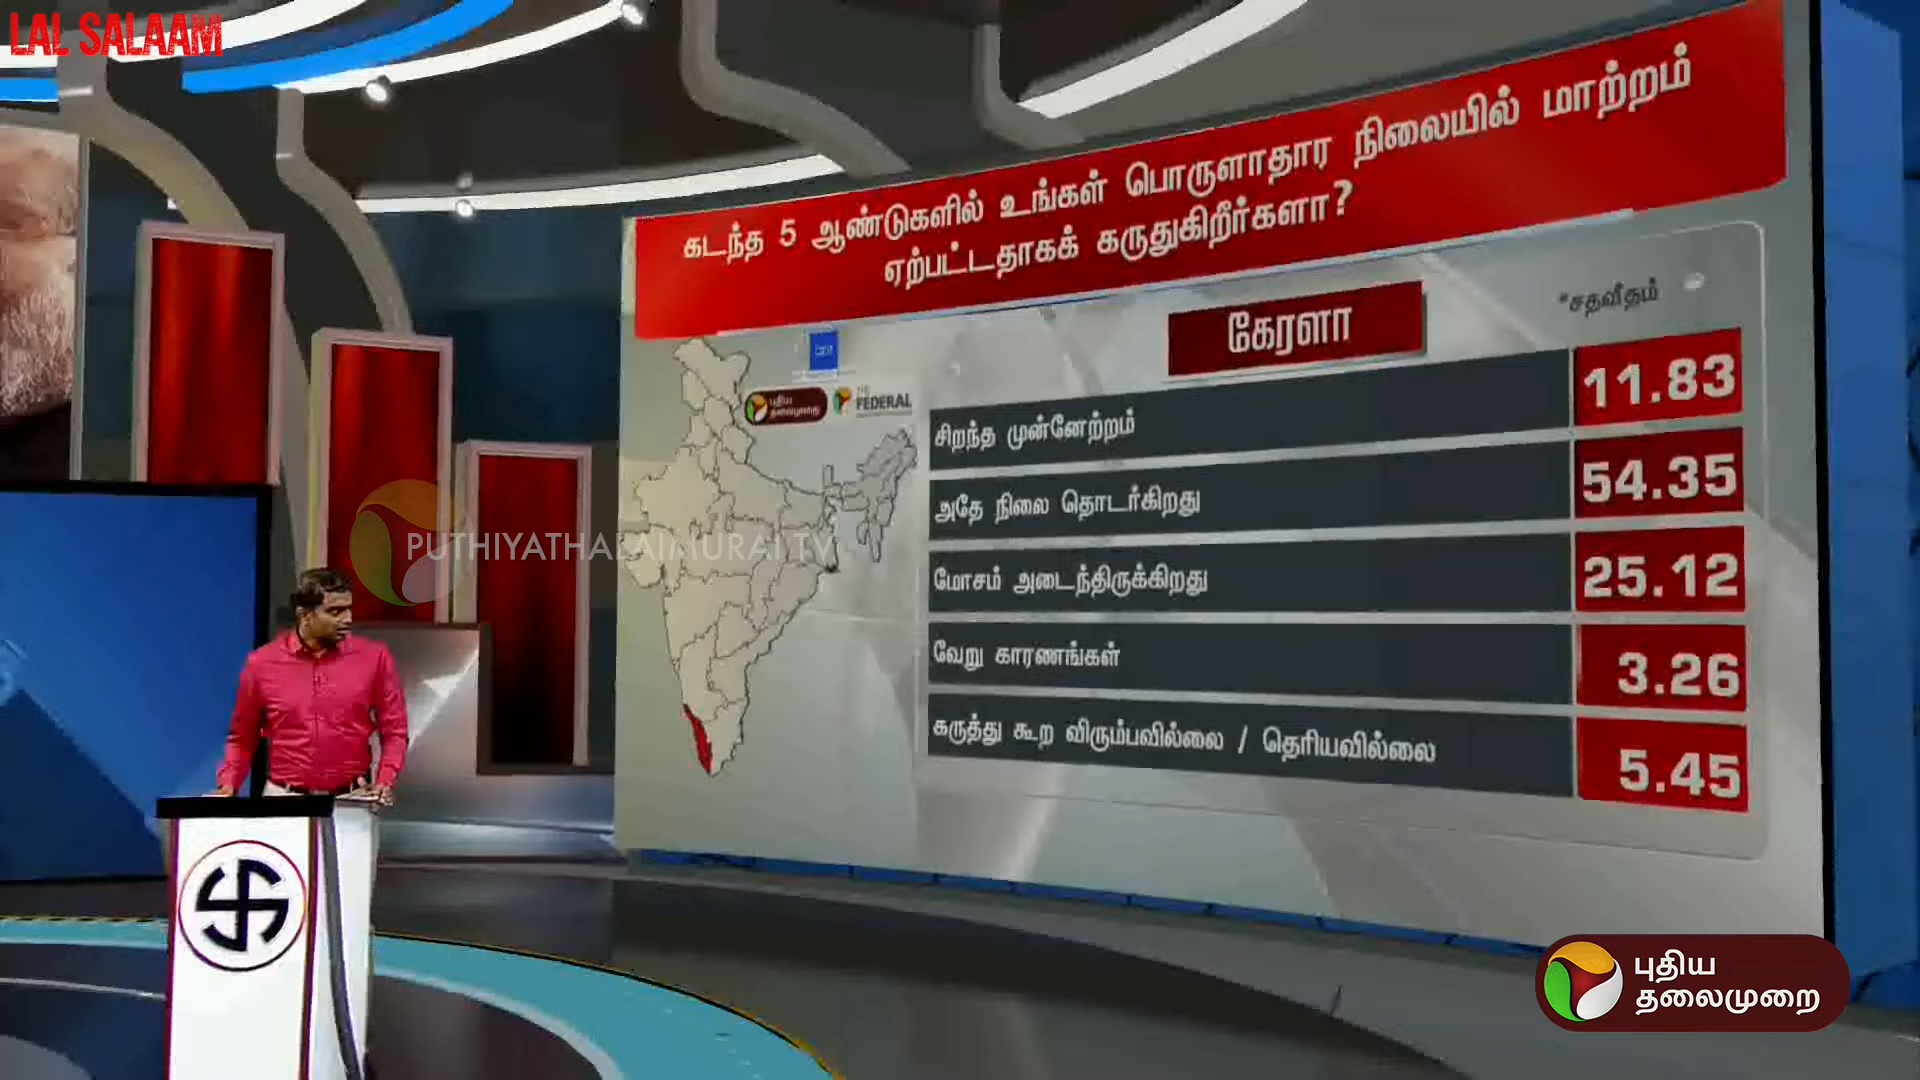 LAL SALAAM
கடந்த 5 ஆண்டுகளில் உங்கள் பொருளாதார நிலையில் மாற்றம்
ஏற்பட்டதாகக் கருதுகிறீர்களா?
கேரளா
*சதவீதம்
புதிய
தலைமுறை
THE
FEDERAL
சிறந்த முன்னேற்றம் 11.83
அதே நிலை தொடர்கிறது 54.35
மோசம் அடைந்திருக்கிறது 25.12
வேறு காரணங்கள் 3.26
கருத்து கூற விரும்பவில்லை / தெரியவில்லை 5.45
PUTHIYATHALAIMURAI TV
புதிய
தலைமுறை